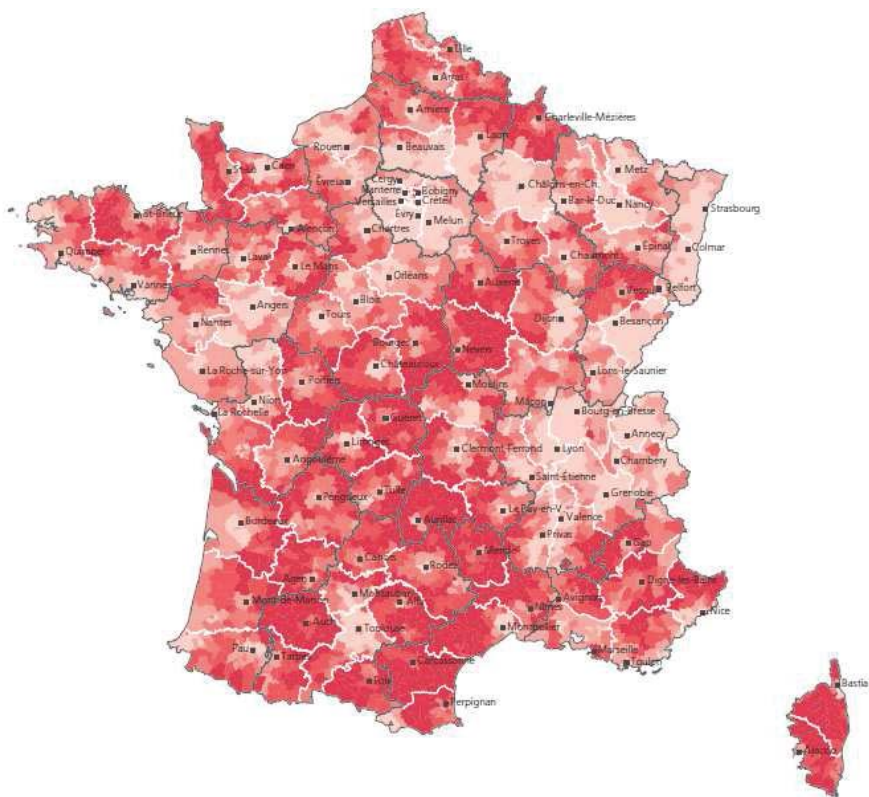 Lille
Arras
Amiens
Charleville-Mézières
Laon
Rouen
Beauvais
St-Lô
Caen
Metz
Évreux
Cergy
Nanterre
Bobigny
Châlons-en-Ch.
Versailles
Créteil
Bar-le-Duc
Nancy
Strasbourg
Evry
Melun
St-Brieuc
Alençon
Chartres
Troyes
Épinal
Colmar
Quimper
Rennes
Laval
Le Mans
Chaumont
Vannes
Orléans
Auxerre
Vesoul
Belfort
Blois
Angers
Tours
Dijon
Besançon
Nantes
Bourges
Nevers
Châteauroux
La Roche-sur-Yon
Poitiers
Moulins
Lons-le-Saunier
Niort
Mâcon
Bourg-en-Bresse
La Rochelle
Guéret
Annecy
Limoges
Clermont-Ferrand
Lyon
Angoulême
Chambéry
Saint-Étienne
Périgueux
Tulle
Grenoble
Le Puy-en-V.
Valence
Bordeaux
Aurillac
Privas
Cahors
Mende
Gap
Rodez
Agen
Digne-les-Bains
Mont-de-Marsan
Montauban
Albi
Nîmes
Avignon
Nice
Auch
Toulouse
Montpellier
Pau
Tarbes
Marseille
Toulon
Carcassonne
Foix
Bastia
Perpignan
Ajaccio